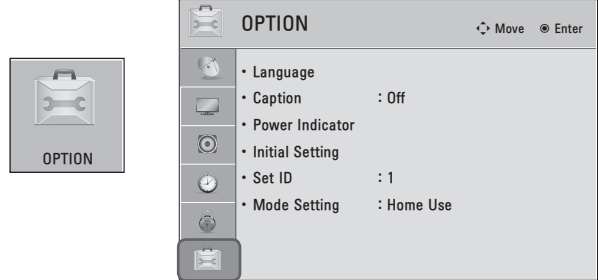 OPTION
OPTION Move Enter
• Language
• Caption : Off
• Power Indicator
• Initial Setting
• Set ID : 1
• Mode Setting : Home Use